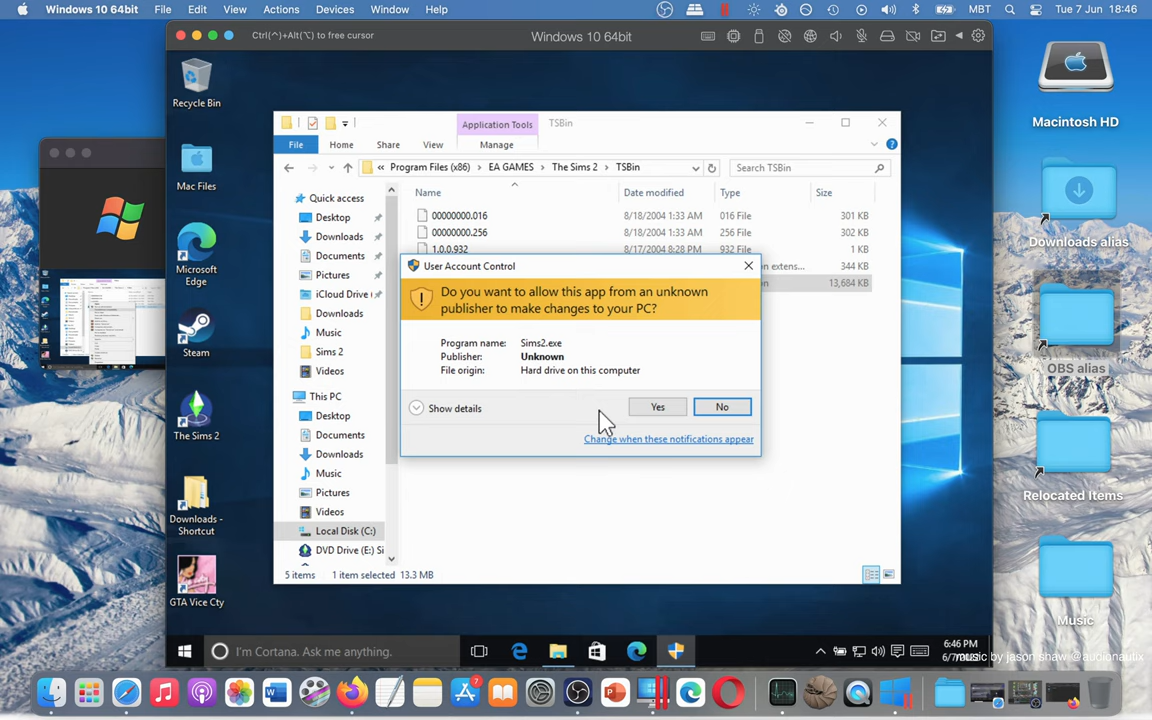 Windows 10 64bit File Edit View Actions Devices Window Help MBT Tue 7 Jun 18:46
Ctrl(^)+Alt(⌥) to free cursor
Windows 10 64bit
Recycle Bin
Mac Files
Microsoft
Edge
Steam
The Sims 2
Downloads -
Shortcut
GTA Vice Cty
Application Tools
TSBin
File Home Share View Manage
« Program Files (x86) > EA GAMES > The Sims 2 > TSBin
Search TSBin
Quick access
Desktop
Downloads
Documents
Pictures
iCloud Drive
Downloads
Music
Sims 2
Videos
This PC
Desktop
Documents
Downloads
Music
Pictures
Videos
Local Disk (C:)
DVD Drive (E:) Si
Name Date modified Type Size
00000000.016 8/18/2004 1:33 AM 016 File 301 KB
00000000.256 8/18/2004 1:33 AM 256 File 302 KB
1.0.0.932 8/17/2004 8:28 PM 932 File 1 KB
n extens... 344 KB
n 13,684 KB
User Account Control
Do you want to allow this app from an unknown
publisher to make changes to your PC?
Program name: Sims2.exe
Publisher: Unknown
File origin: Hard drive on this computer
Show details
Yes
No
Change when these notifications appear
5 items 1 item selected 13.3 MB
I'm Cortana. Ask me anything.
6:46 PM
Macintosh HD
Downloads alias
OBS alias
Relocated Items
Music
music by jason shaw @audionautix
7